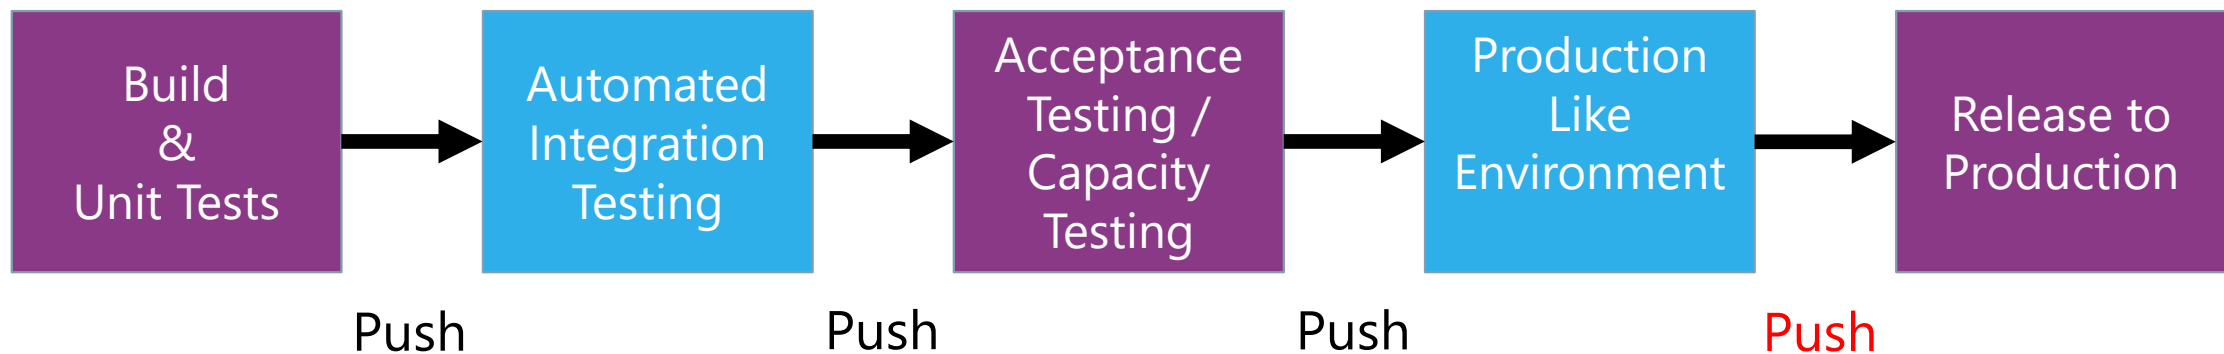 Build
&
Unit Tests
Automated
Integration
Testing
Acceptance
Testing /
Capacity
Testing
Production
Like
Environment
Release to
Production
Push
Push
Push
Push